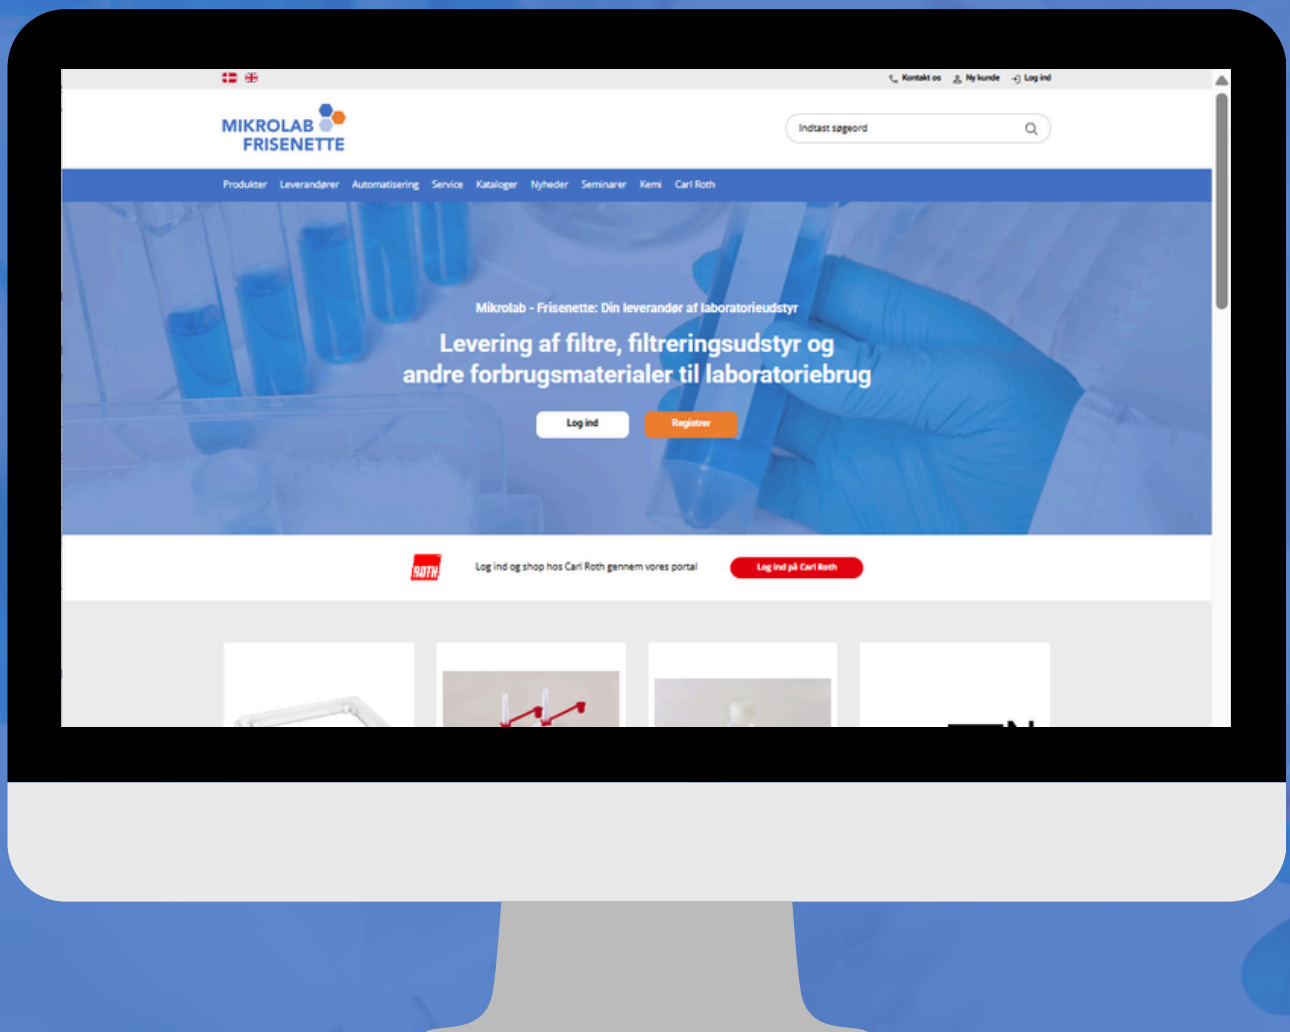 Kontakt os Ny kunde Log ind
MIKROLAB
FRISENETTE
Indtast søgeord
Produkter Leverandører Automatisering Service Kataloger Nyheder Seminarer Kemi Carl Roth
Mikrolab - Frisenette: Din leverandør af laboratorieudstyr
Levering af filtre, filtreringsudstyr og
andre forbrugsmaterialer til laboratoriebrug
Log ind Registrer
ROTH Log ind og shop hos Carl Roth gennem vores portal Log ind på Carl Roth